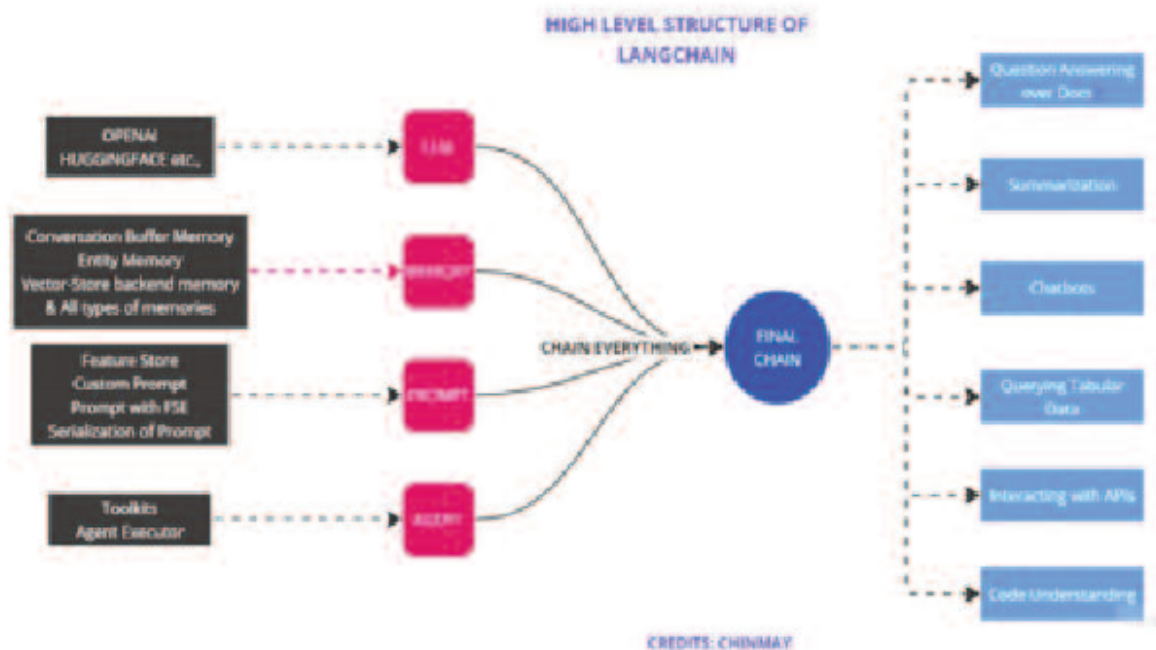 HIGH LEVEL STRUCTURE OF
LANGCHAIN
OPENAI
HUGGINGFACE etc.,
LLM
Conversation Buffer Memory
Entity Memory
Vector-Store backend memory
& All types of memories
MEMORY
Feature Store
Custom Prompt
Prompt with FSE
Serialization of Prompt
PROMPT
Toolkits
Agent Executor
AGENT
CHAIN EVERYTHING
FINAL
CHAIN
Question Answering
over Docs
Summarization
Chatbots
Querying Tabular
Data
Interacting with APIs
Code Understanding
CREDITS: CHINMAY